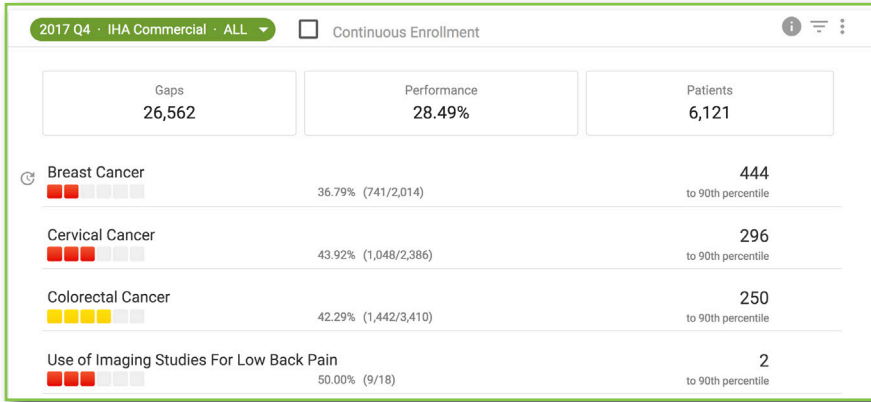 2017 Q4 · IHA Commercial · ALL
Continuous Enrollment
Gaps
26,562
Performance
28.49%
Patients
6,121
Breast Cancer
36.79% (741/2,014)
444
to 90th percentile
Cervical Cancer
43.92% (1,048/2,386)
296
to 90th percentile
Colorectal Cancer
42.29% (1,442/3,410)
250
to 90th percentile
Use of Imaging Studies For Low Back Pain
50.00% (9/18)
2
to 90th percentile